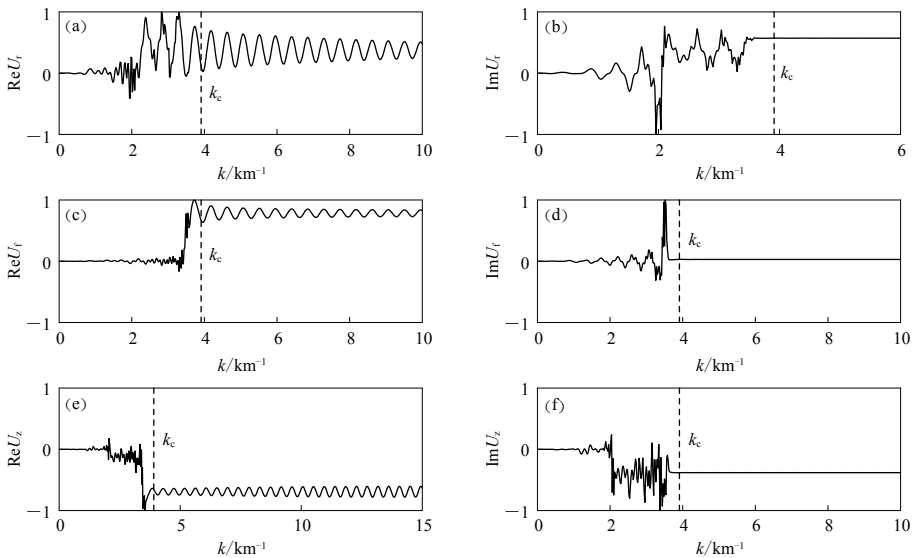 (a)
1
0
−1
ReU_r
k_c
0 2 4 6 8 10
k/km⁻¹
(b)
1
0
−1
ImU_r
k_c
0 2 4 6
k/km⁻¹
(c)
1
0
−1
ReU_f
k_c
0 2 4 6 8 10
k/km⁻¹
(d)
1
0
−1
ImU_f
k_c
0 2 4 6 8 10
k/km⁻¹
(e)
1
0
−1
ReU_z
k_c
0 5 10 15
k/km⁻¹
(f)
1
0
−1
ImU_z
k_c
0 2 4 6 8 10
k/km⁻¹